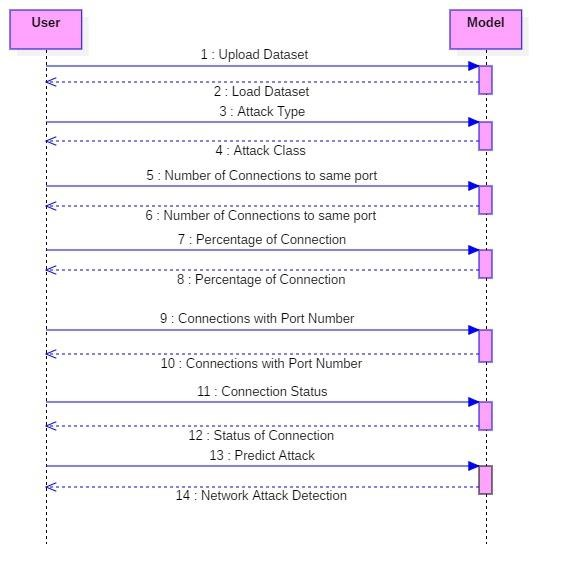 User
Model
1 : Upload Dataset
2 : Load Dataset
3 : Attack Type
4 : Attack Class
5 : Number of Connections to same port
6 : Number of Connections to same port
7 : Percentage of Connection
8 : Percentage of Connection
9 : Connections with Port Number
10 : Connections with Port Number
11 : Connection Status
12 : Status of Connection
13 : Predict Attack
14 : Network Attack Detection